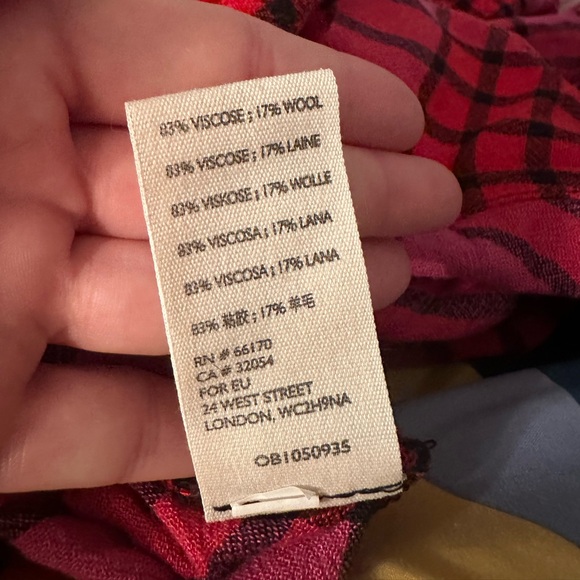 83% VISCOSE ; 17% WOOL
83% VISCOSE ; 17% LAINE
83% VISKOSE ; 17% WOLLE
83% VISCOSA ; 17% LANA
83% VISCOSA ; 17% LANA
83% 粘胶 ; 17% 羊毛
RN # 66170
CA # 32054
FOR EU
24 WEST STREET
LONDON, WC2H9NA
OB1050935